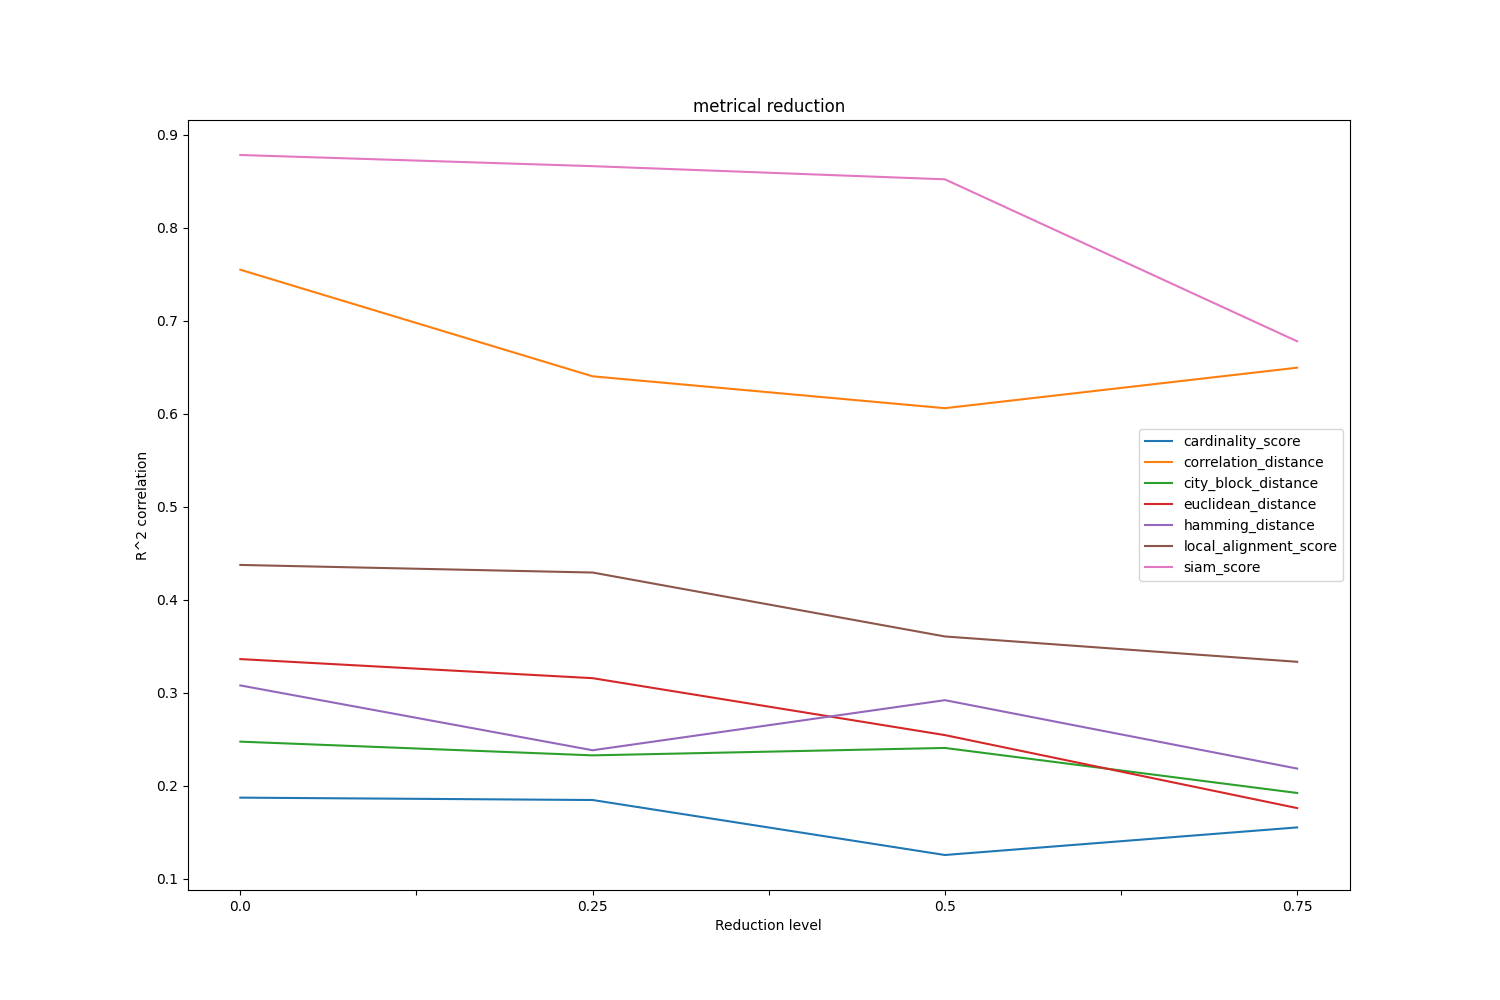 metrical reduction
0.9
0.8
0.7
0.6
0.5
0.4
0.3
0.2
0.1
R^2 correlation
cardinality_score
correlation_distance
city_block_distance
euclidean_distance
hamming_distance
local_alignment_score
siam_score
0.0 0.25 0.5 0.75
Reduction level